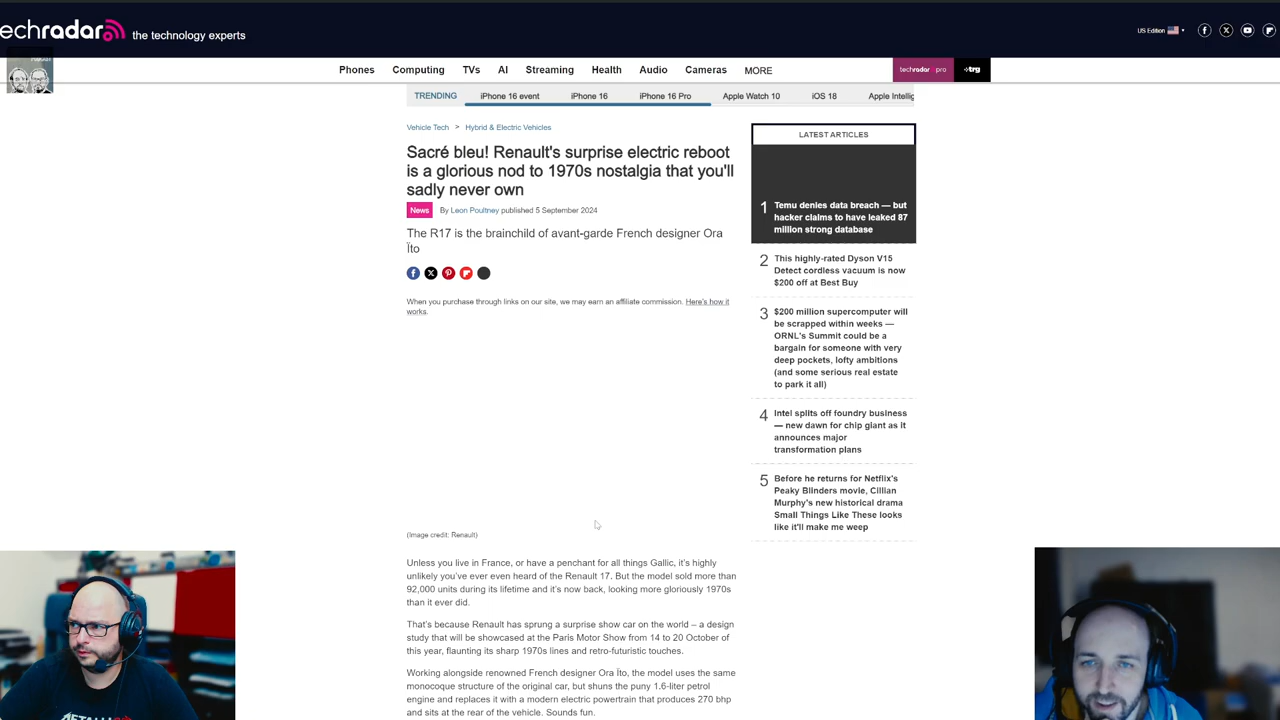 echradar the technology experts
US Edition
Phones Computing TVs AI Streaming Health Audio Cameras MORE
techradar pro
+trg
TRENDING iPhone 16 event iPhone 16 iPhone 16 Pro Apple Watch 10 iOS 18 Apple Intellig
Vehicle Tech > Hybrid & Electric Vehicles
Sacré bleu! Renault's surprise electric reboot
is a glorious nod to 1970s nostalgia that you'll
sadly never own
News By Leon Poultney published 5 September 2024
The R17 is the brainchild of avant-garde French designer Ora
Ïto
When you purchase through links on our site, we may earn an affiliate commission. Here's how it
works.
(Image credit: Renault)
Unless you live in France, or have a penchant for all things Gallic, it's highly
unlikely you've ever even heard of the Renault 17. But the model sold more than
92,000 units during its lifetime and it's now back, looking more gloriously 1970s
than it ever did.
That's because Renault has sprung a surprise show car on the world – a design
study that will be showcased at the Paris Motor Show from 14 to 20 October of
this year, flaunting its sharp 1970s lines and retro-futuristic touches.
Working alongside renowned French designer Ora Ïto, the model uses the same
monocoque structure of the original car, but shuns the puny 1.6-liter petrol
engine and replaces it with a modern electric powertrain that produces 270 bhp
and sits at the rear of the vehicle. Sounds fun.
LATEST ARTICLES
1 Temu denies data breach — but
hacker claims to have leaked 87
million strong database
2 This highly-rated Dyson V15
Detect cordless vacuum is now
$200 off at Best Buy
3 $200 million supercomputer will
be scrapped within weeks —
ORNL's Summit could be a
bargain for someone with very
deep pockets, lofty ambitions
(and some serious real estate
to park it all)
4 Intel splits off foundry business
— new dawn for chip giant as it
announces major
transformation plans
5 Before he returns for Netflix's
Peaky Blinders movie, Cillian
Murphy's new historical drama
Small Things Like These looks
like it'll make me weep